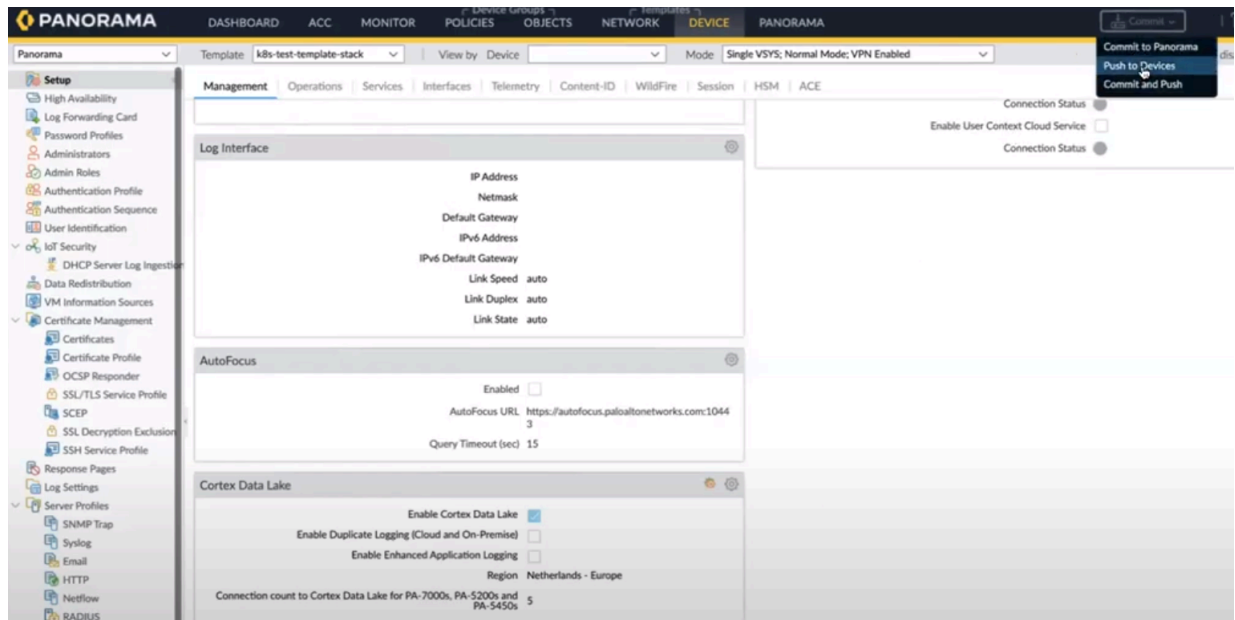 PANORAMA
DASHBOARD
ACC
MONITOR
Device Groups
POLICIES
OBJECTS
Templates
NETWORK
DEVICE
PANORAMA
Commit
Commit to Panorama
Push to Devices
Commit and Push
Panorama
Template k8s-test-template-stack
View by Device
Mode Single VSYS; Normal Mode; VPN Enabled
Setup
High Availability
Log Forwarding Card
Password Profiles
Administrators
Admin Roles
Authentication Profile
Authentication Sequence
User Identification
IoT Security
DHCP Server Log Ingestion
Data Redistribution
VM Information Sources
Certificate Management
Certificates
Certificate Profile
OCSP Responder
SSL/TLS Service Profile
SCEP
SSL Decryption Exclusion
SSH Service Profile
Response Pages
Log Settings
Server Profiles
SNMP Trap
Syslog
Email
HTTP
Netflow
RADIUS
Management Operations Services Interfaces Telemetry Content-ID WildFire Session HSM ACE
Connection Status
Enable User Context Cloud Service
Connection Status
Log Interface
IP Address
Netmask
Default Gateway
IPv6 Address
IPv6 Default Gateway
Link Speed auto
Link Duplex auto
Link State auto
AutoFocus
Enabled
AutoFocus URL https://autofocus.paloaltonetworks.com:1044
3
Query Timeout (sec) 15
Cortex Data Lake
Enable Cortex Data Lake
Enable Duplicate Logging (Cloud and On-Premise)
Enable Enhanced Application Logging
Region Netherlands - Europe
Connection count to Cortex Data Lake for PA-7000s, PA-5200s and
PA-5450s 5